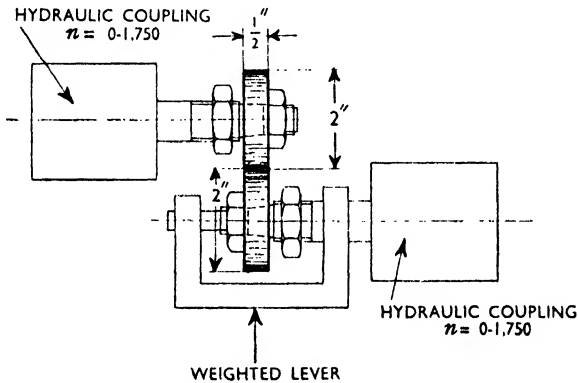 HYDRAULIC COUPLING
n = 0-1,750
1/2"
2"
2"
HYDRAULIC COUPLING
n = 0-1,750
WEIGHTED LEVER